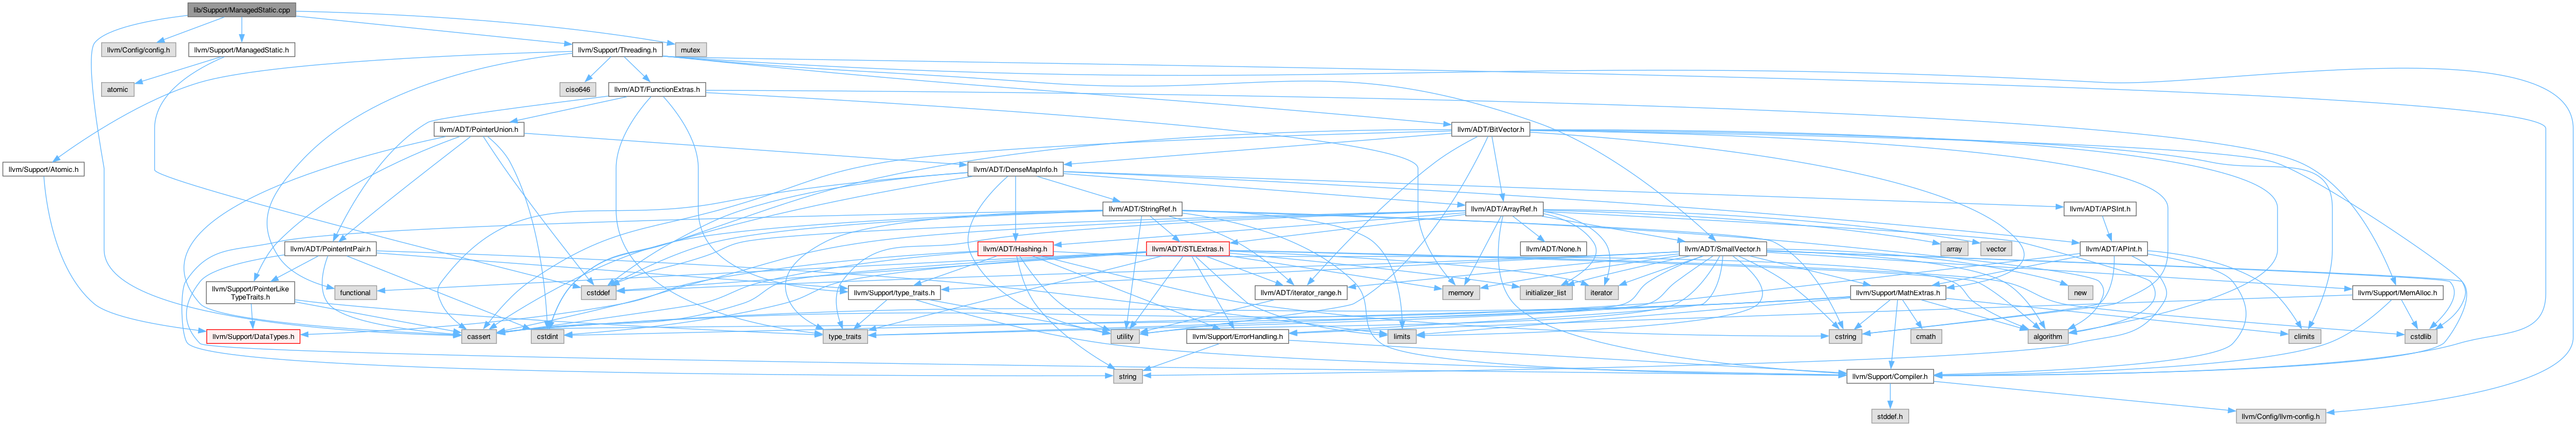 lib/Support/ManagedStatic.cpp
llvm/Config/config.h
llvm/Support/ManagedStatic.h
llvm/Support/Threading.h
mutex
atomic
ciso646
llvm/ADT/FunctionExtras.h
llvm/ADT/PointerUnion.h
llvm/ADT/BitVector.h
llvm/Support/Atomic.h
llvm/ADT/DenseMapInfo.h
llvm/ADT/StringRef.h
llvm/ADT/ArrayRef.h
llvm/ADT/APSInt.h
llvm/ADT/PointerIntPair.h
llvm/ADT/Hashing.h
llvm/ADT/STLExtras.h
llvm/ADT/None.h
llvm/ADT/SmallVector.h
array
vector
llvm/ADT/APInt.h
llvm/Support/PointerLike
TypeTraits.h
functional
cstddef
llvm/Support/type_traits.h
llvm/ADT/iterator_range.h
memory
initializer_list
iterator
llvm/Support/MathExtras.h
new
llvm/Support/MemAlloc.h
llvm/Support/DataTypes.h
cassert
cstdint
type_traits
utility
llvm/Support/ErrorHandling.h
limits
cstring
cmath
algorithm
climits
cstdlib
string
llvm/Support/Compiler.h
stddef.h
llvm/Config/llvm-config.h